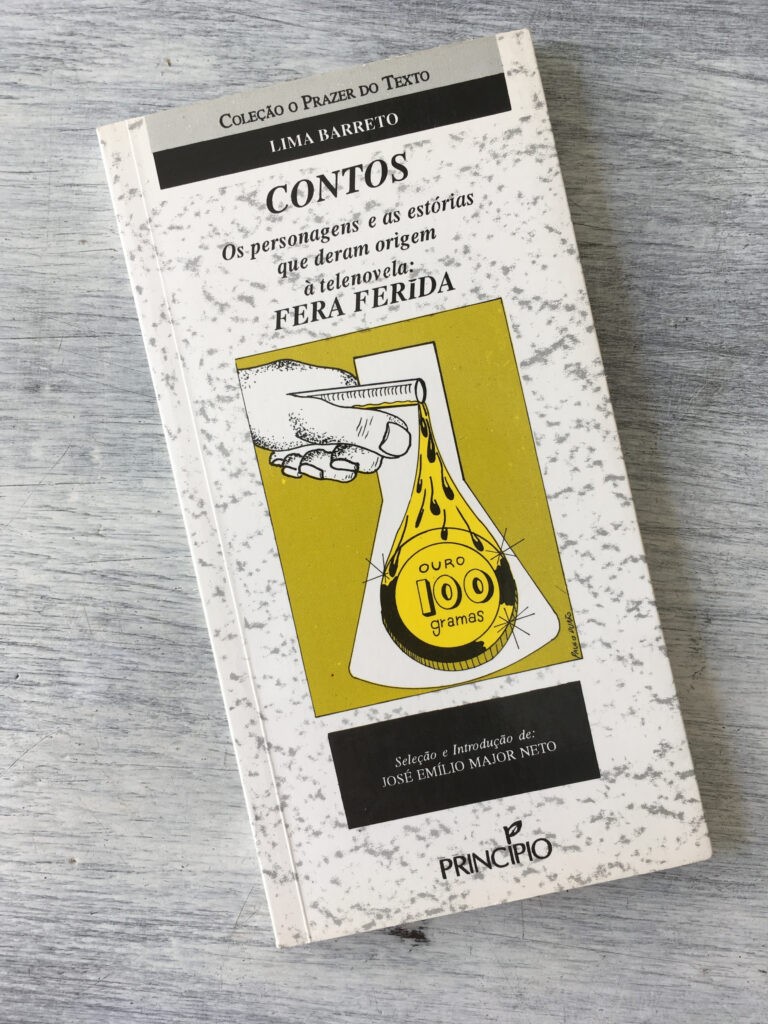 COLEÇÃO O PRAZER DO TEXTO
LIMA BARRETO
CONTOS
Os personagens e as estórias
que deram origem
à telenovela:
FERA FERIDA
OURO
100
gramas
Seleção e Introdução de:
JOSÉ EMÍLIO MAJOR NETO
PRINCÍPIO